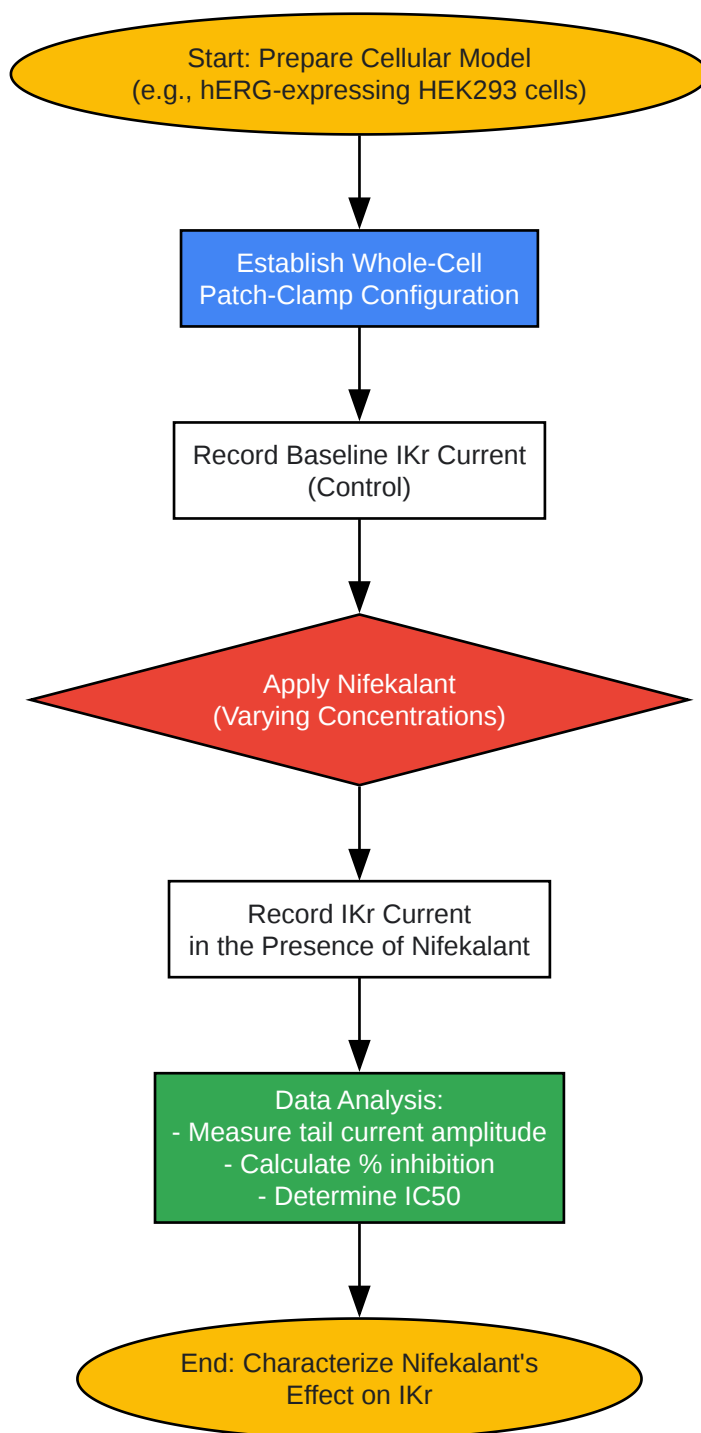 Start: Prepare Cellular Model
(e.g., hERG-expressing HEK293 cells)
Establish Whole-Cell
Patch-Clamp Configuration
Record Baseline IKr Current
(Control)
Apply Nifekalant
(Varying Concentrations)
Record IKr Current
in the Presence of Nifekalant
Data Analysis:
- Measure tail current amplitude
- Calculate % inhibition
- Determine IC50
End: Characterize Nifekalant's
Effect on IKr